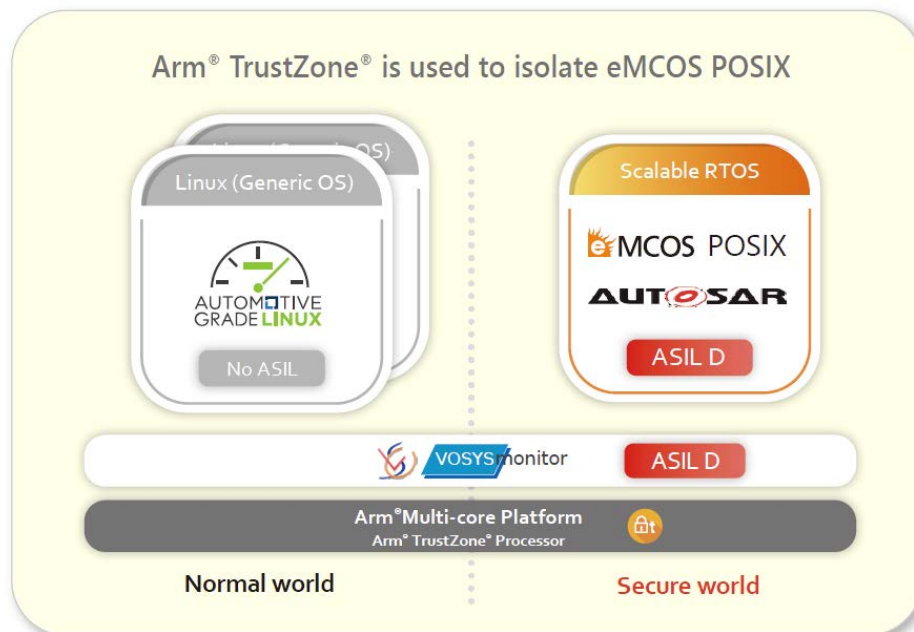 Arm® TrustZone® is used to isolate eMCOS POSIX
Linux (Generic OS)
AUTOMOTIVE
GRADE LINUX
No ASIL
Scalable RTOS
eMCOS POSIX
AUTOSAR
ASIL D
VOSYSmonitor
ASIL D
Arm® Multi-core Platform
Arm® TrustZone® Processor
Normal world
Secure world